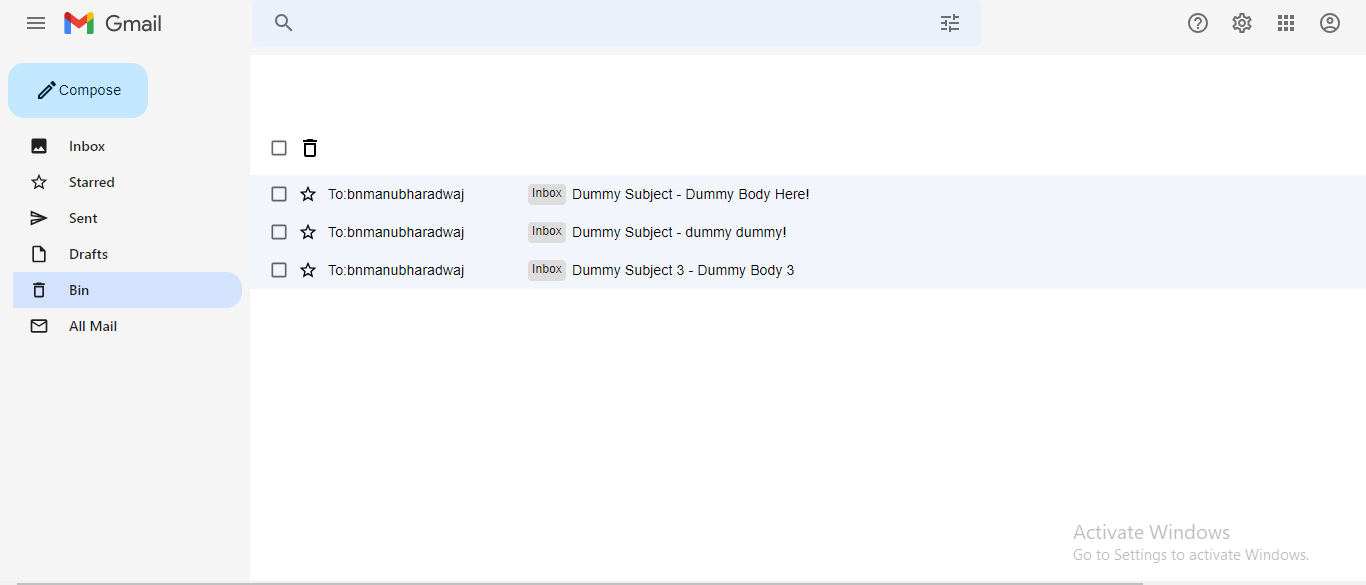 Gmail
Compose
Inbox
Starred
Sent
Drafts
Bin
All Mail
To:bnmanubharadwaj Inbox Dummy Subject - Dummy Body Here!
To:bnmanubharadwaj Inbox Dummy Subject - dummy dummy!
To:bnmanubharadwaj Inbox Dummy Subject 3 - Dummy Body 3
Activate Windows
Go to Settings to activate Windows.